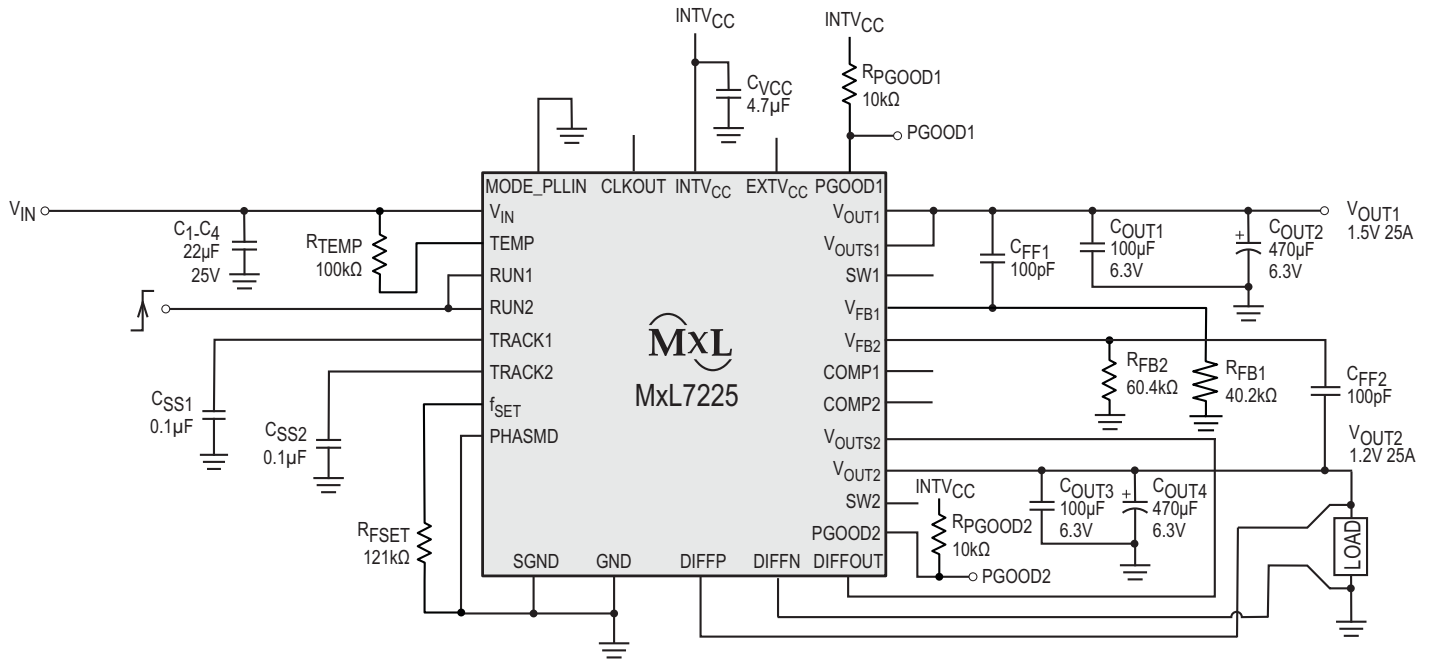 INTVCC
INTVCC
CVCC
4.7µF
RPGOOD1
10kΩ
PGOOD1
MODE_PLLIN
CLKOUT
INTVCC
EXTVCC
PGOOD1
VIN
C1-C4
22µF
25V
RTEMP
100kΩ
VIN
TEMP
RUN1
RUN2
TRACK1
TRACK2
fSET
PHASMD
CSS1
0.1µF
CSS2
0.1µF
RFSET
121kΩ
MXL
MxL7225
VOUT1
VOUTS1
SW1
VFB1
VFB2
COMP1
COMP2
VOUTS2
VOUT2
SW2
PGOOD2
SGND
GND
DIFFP
DIFFN
DIFFOUT
CFF1
100pF
COUT1
100µF
6.3V
+
COUT2
470µF
6.3V
VOUT1
1.5V 25A
RFB2
60.4kΩ
RFB1
40.2kΩ
CFF2
100pF
VOUT2
1.2V 25A
INTVCC
RPGOOD2
10kΩ
PGOOD2
COUT3
100µF
6.3V
+
COUT4
470µF
6.3V
LOAD